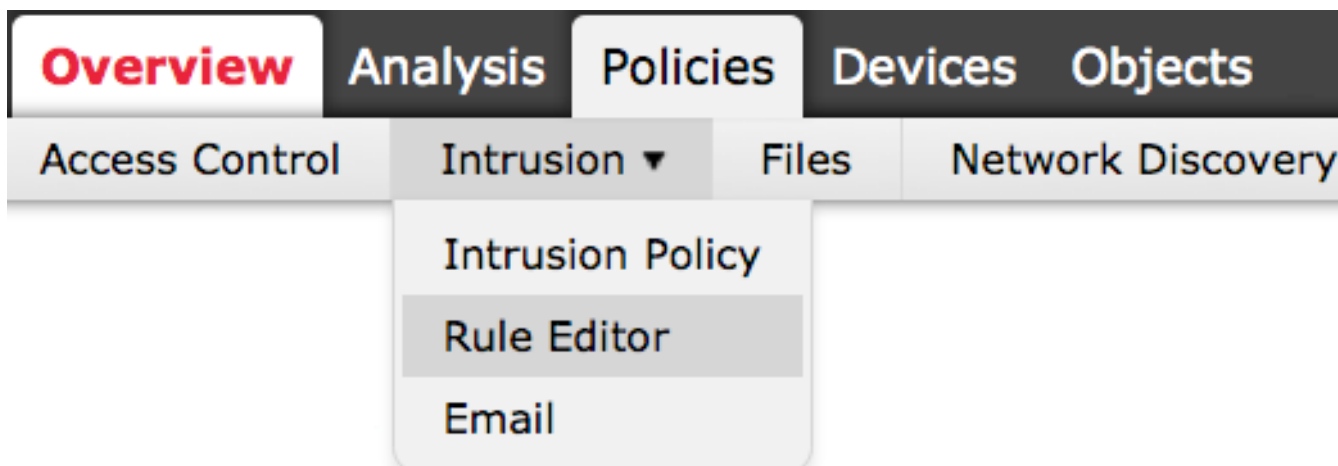 Overview Analysis Policies Devices Objects
Access Control Intrusion ▼ Files Network Discovery
Intrusion Policy
Rule Editor
Email